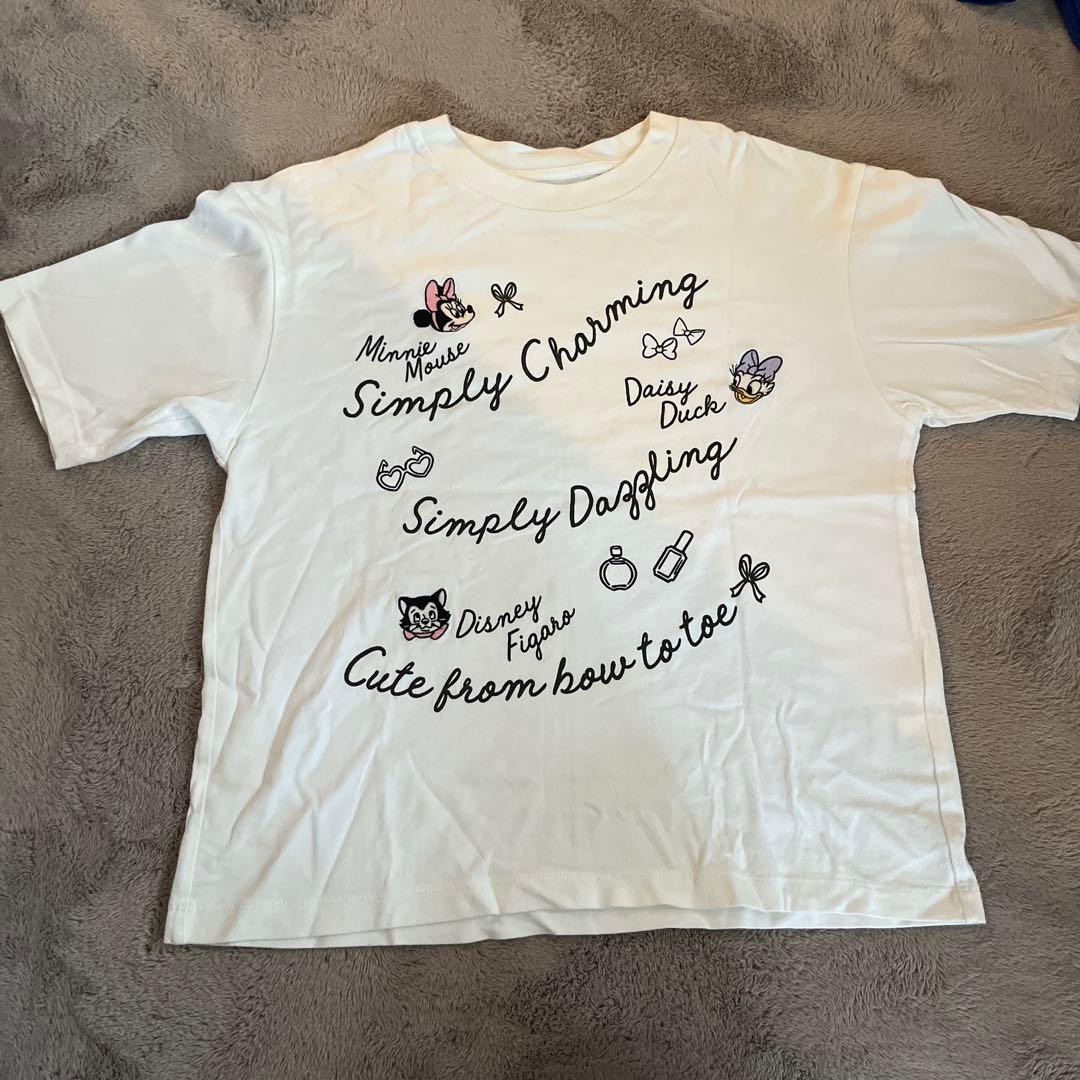 Minnie
Mouse
Simply Charming
Daisy
Duck
Simply Dazzling
Disney
Figaro
Cute from bow to toe